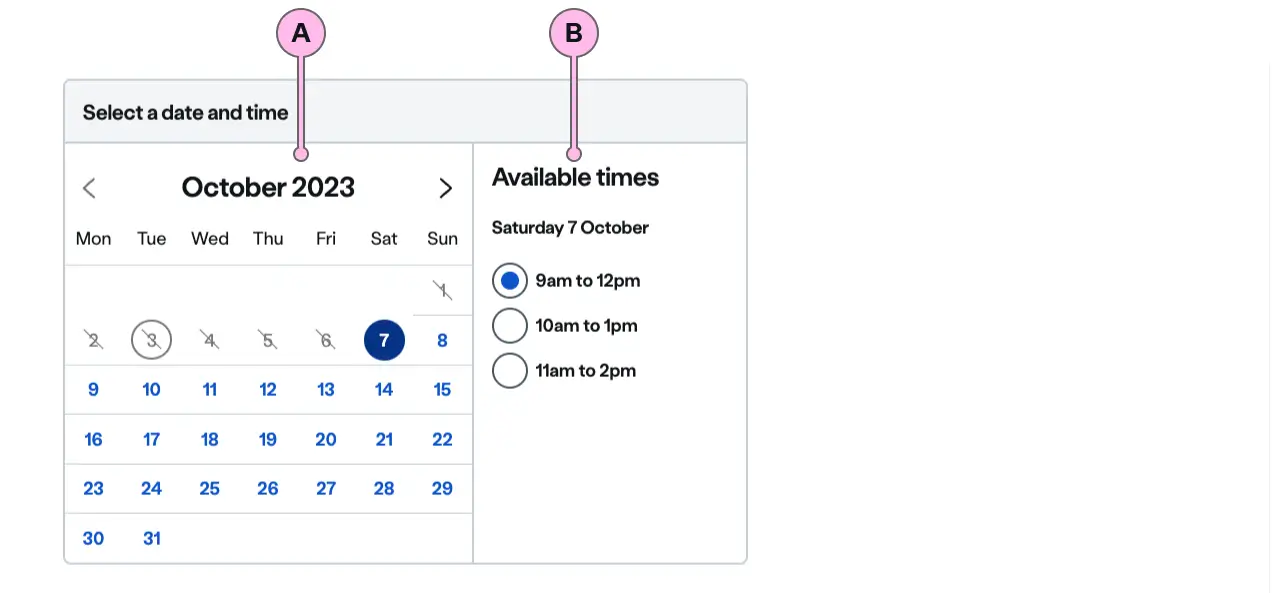 A B
Select a date and time
October 2023
Mon Tue Wed Thu Fri Sat Sun
1
2 3 4 5 6 7 8
9 10 11 12 13 14 15
16 17 18 19 20 21 22
23 24 25 26 27 28 29
30 31
Available times
Saturday 7 October
9am to 12pm
10am to 1pm
11am to 2pm